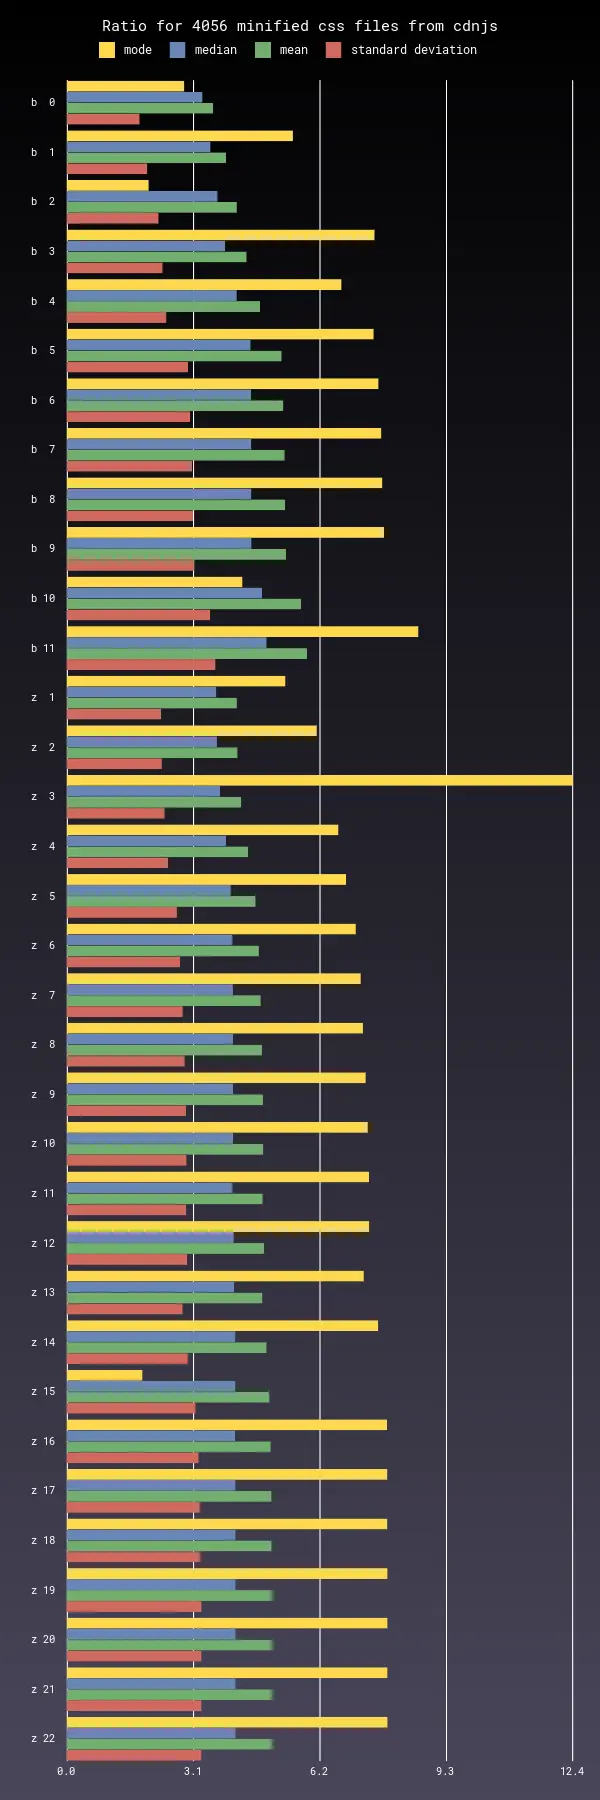 Ratio for 4056 minified css files from cdnjs
mode median mean standard deviation
b 0
b 1
b 2
b 3
b 4
b 5
b 6
b 7
b 8
b 9
b 10
b 11
z 1
z 2
z 3
z 4
z 5
z 6
z 7
z 8
z 9
z 10
z 11
z 12
z 13
z 14
z 15
z 16
z 17
z 18
z 19
z 20
z 21
z 22
0.0 3.1 6.2 9.3 12.4